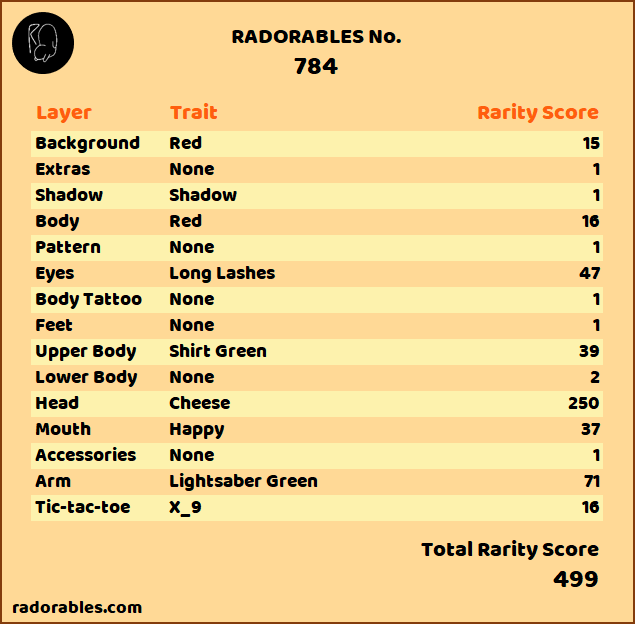 RADORABLES No.
784
Layer Trait Rarity Score
Background Red 15
Extras None 1
Shadow Shadow 1
Body Red 16
Pattern None 1
Eyes Long Lashes 47
Body Tattoo None 1
Feet None 1
Upper Body Shirt Green 39
Lower Body None 2
Head Cheese 250
Mouth Happy 37
Accessories None 1
Arm Lightsaber Green 71
Tic-tac-toe X_9 16
Total Rarity Score
499
radorables.com